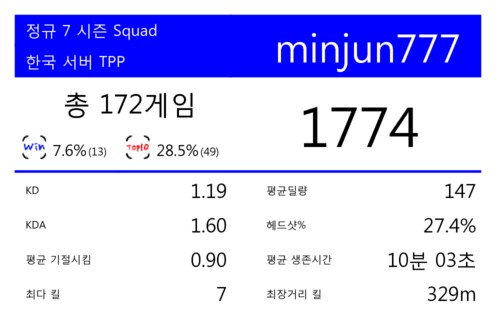 정규 7 시즌 Squad
한국 서버 TPP
minjun777
총 172게임
Win 7.6%(13) TOP10 28.5%(49)
1774
KD 1.19 평균딜량 147
KDA 1.60 헤드샷% 27.4%
평균 기절시킴 0.90 평균 생존시간 10분 03초
최다 킬 7 최장거리 킬 329m